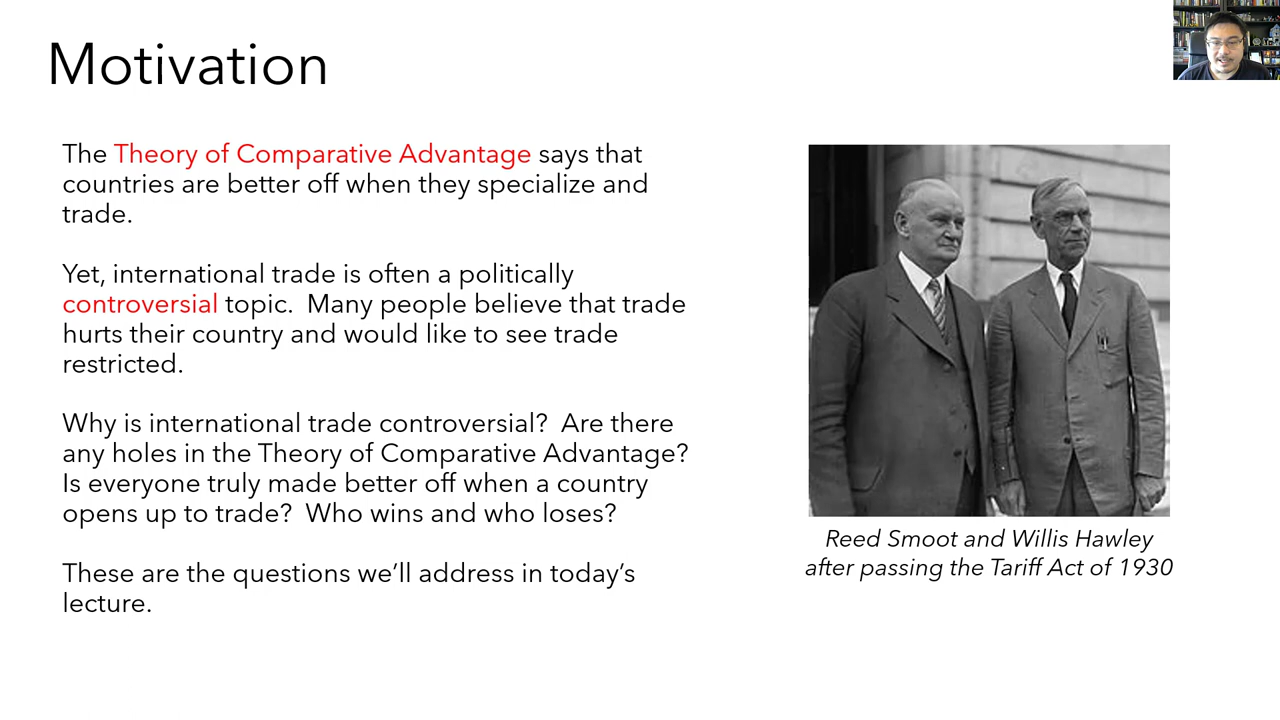 Motivation
The Theory of Comparative Advantage says that
countries are better off when they specialize and
trade.
Yet, international trade is often a politically
controversial topic.  Many people believe that trade
hurts their country and would like to see trade
restricted.
Why is international trade controversial?  Are there
any holes in the Theory of Comparative Advantage?
Is everyone truly made better off when a country
opens up to trade?  Who wins and who loses?
These are the questions we’ll address in today’s
lecture.
Reed Smoot and Willis Hawley
after passing the Tariff Act of 1930